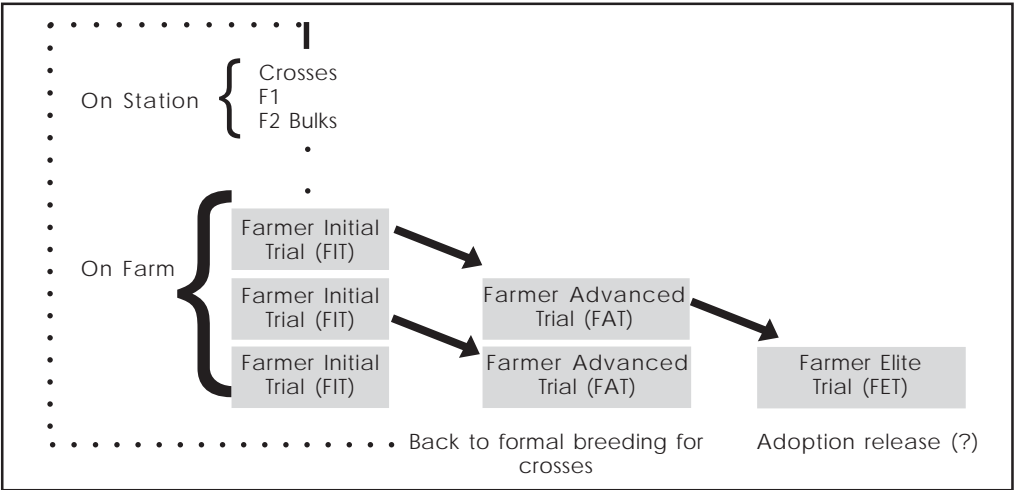 Crosses
On Station
F1
F2 Bulks
Farmer Initial
Trial (FIT)
On Farm
Farmer Initial
Trial (FIT)
Farmer Advanced
Trial (FAT)
Farmer Initial
Trial (FIT)
Farmer Advanced
Trial (FAT)
Farmer Elite
Trial (FET)
Back to formal breeding for
crosses
Adoption release (?)